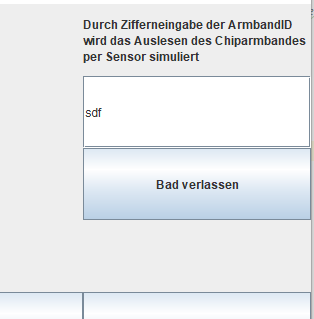 Durch Zifferneingabe der ArmbandID
wird das Auslesen des Chiparmbandes
per Sensor simuliert
sdf
Bad verlassen